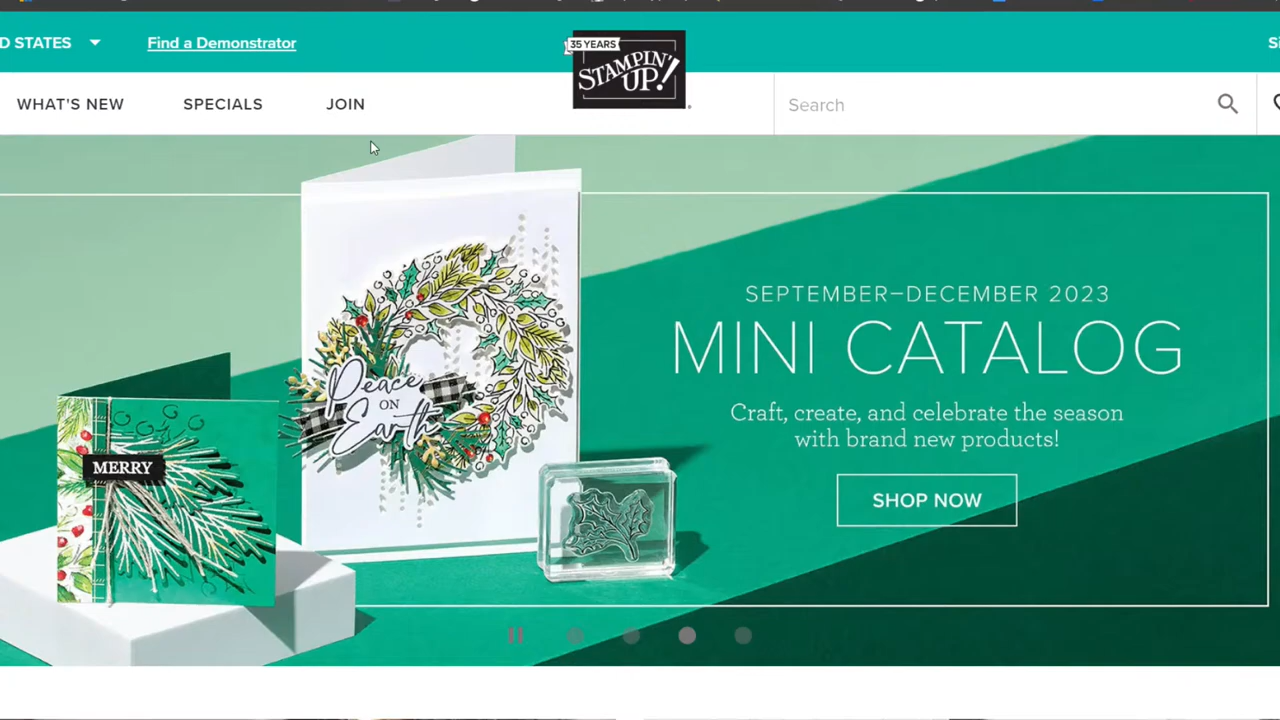 D STATES
Find a Demonstrator
35 YEARS
STAMPIN' UP!
WHAT'S NEW
SPECIALS
JOIN
Search
SEPTEMBER–DECEMBER 2023
MINI CATALOG
Craft, create, and celebrate the season
with brand new products!
SHOP NOW
Peace
ON
Earth
MERRY